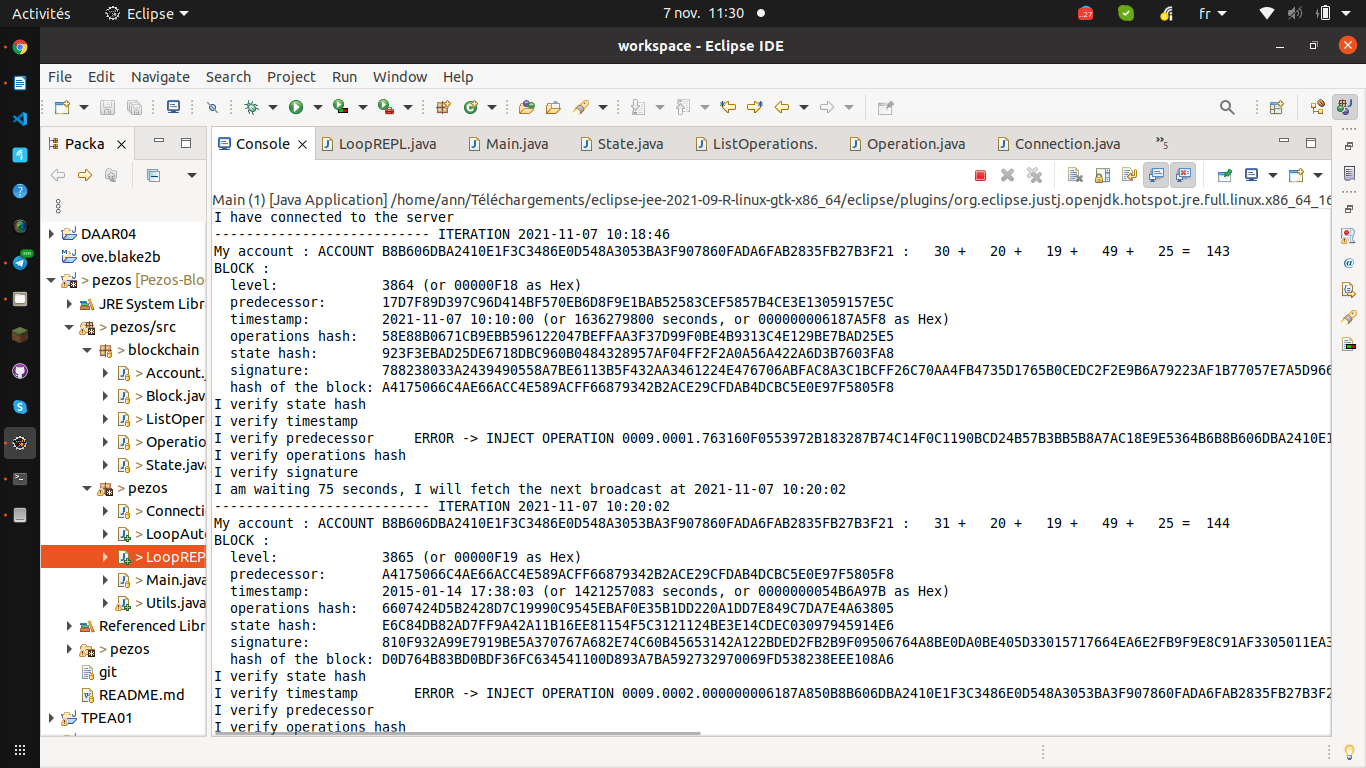 Activités Eclipse 7 nov. 11:30 ..27 fr
workspace - Eclipse IDE
File Edit Navigate Search Project Run Window Help
Packa Console LoopREPL.java Main.java State.java ListOperations. Operation.java Connection.java »5
Main (1) [Java Application] /home/ann/Téléchargements/eclipse-jee-2021-09-R-linux-gtk-x86_64/eclipse/plugins/org.eclipse.justj.openjdk.hotspot.jre.full.linux.x86_64_16
DAAR04
ove.blake2b
> pezos [Pezos-Blo
JRE System Libr
> pezos/src
> blockchain
> Account.
> Block.jav
> ListOper
> Operatio
> State.java
> pezos
> Connecti
> LoopAut
> LoopREP
> Main.java
> Utils.java
Referenced Libr
> pezos
git
README.md
TPEA01
I have connected to the server
--------------------------- ITERATION 2021-11-07 10:18:46
My account : ACCOUNT B8B606DBA2410E1F3C3486E0D548A3053BA3F907860FADA6FAB2835FB27B3F21 : 30 + 20 + 19 + 49 + 25 = 143
BLOCK :
level: 3864 (or 00000F18 as Hex)
predecessor: 17D7F89D397C96D414BF570EB6D8F9E1BAB52583CEF5857B4CE3E13059157E5C
timestamp: 2021-11-07 10:10:00 (or 1636279800 seconds, or 000000006187A5F8 as Hex)
operations hash: 58E88B0671CB9EBB596122047BEFFAA3F37D99F0BE4B9313C4E129BE7BAD25E5
state hash: 923F3EBAD25DE6718DBC960B0484328957AF04FF2F2A0A56A422A6D3B7603FA8
signature: 788238033A2439490558A7BE6113B5F432AA3461224E476706ABFAC8A3C1BCFF26C70AA4FB4735D1765B0CEDC2F2E9B6A79223AF1B77057E7A5D966
hash of the block: A4175066C4AE66ACC4E589ACFF66879342B2ACE29CFDAB4DCBC5E0E97F5805F8
I verify state hash
I verify timestamp
I verify predecessor ERROR -> INJECT OPERATION 0009.0001.763160F0553972B183287B74C14F0C1190BCD24B57B3BB5B8A7AC18E9E5364B6B8B606DBA2410E1
I verify operations hash
I verify signature
I am waiting 75 seconds, I will fetch the next broadcast at 2021-11-07 10:20:02
--------------------------- ITERATION 2021-11-07 10:20:02
My account : ACCOUNT B8B606DBA2410E1F3C3486E0D548A3053BA3F907860FADA6FAB2835FB27B3F21 : 31 + 20 + 19 + 49 + 25 = 144
BLOCK :
level: 3865 (or 00000F19 as Hex)
predecessor: A4175066C4AE66ACC4E589ACFF66879342B2ACE29CFDAB4DCBC5E0E97F5805F8
timestamp: 2015-01-14 17:38:03 (or 1421257083 seconds, or 0000000054B6A97B as Hex)
operations hash: 6607424D5B2428D7C19990C9545EBAF0E35B1DD220A1DD7E849C7DA7E4A63805
state hash: E6C84DB82AD7FF9A42A11B16EE81154F5C3121124BE3E14CDEC03097945914E6
signature: 810F932A99E7919BE5A370767A682E74C60B45653142A122BDED2FB2B9F09506764A8BE0DA0BE405D33015717664EA6E2FB9F9E8C91AF3305011EA3
hash of the block: D0D764B83BD0BDF36FC634541100D893A7BA592732970069FD538238EEE108A6
I verify state hash
I verify timestamp ERROR -> INJECT OPERATION 0009.0002.000000006187A850B8B606DBA2410E1F3C3486E0D548A3053BA3F907860FADA6FAB2835FB27B3F2
I verify predecessor
I verify operations hash